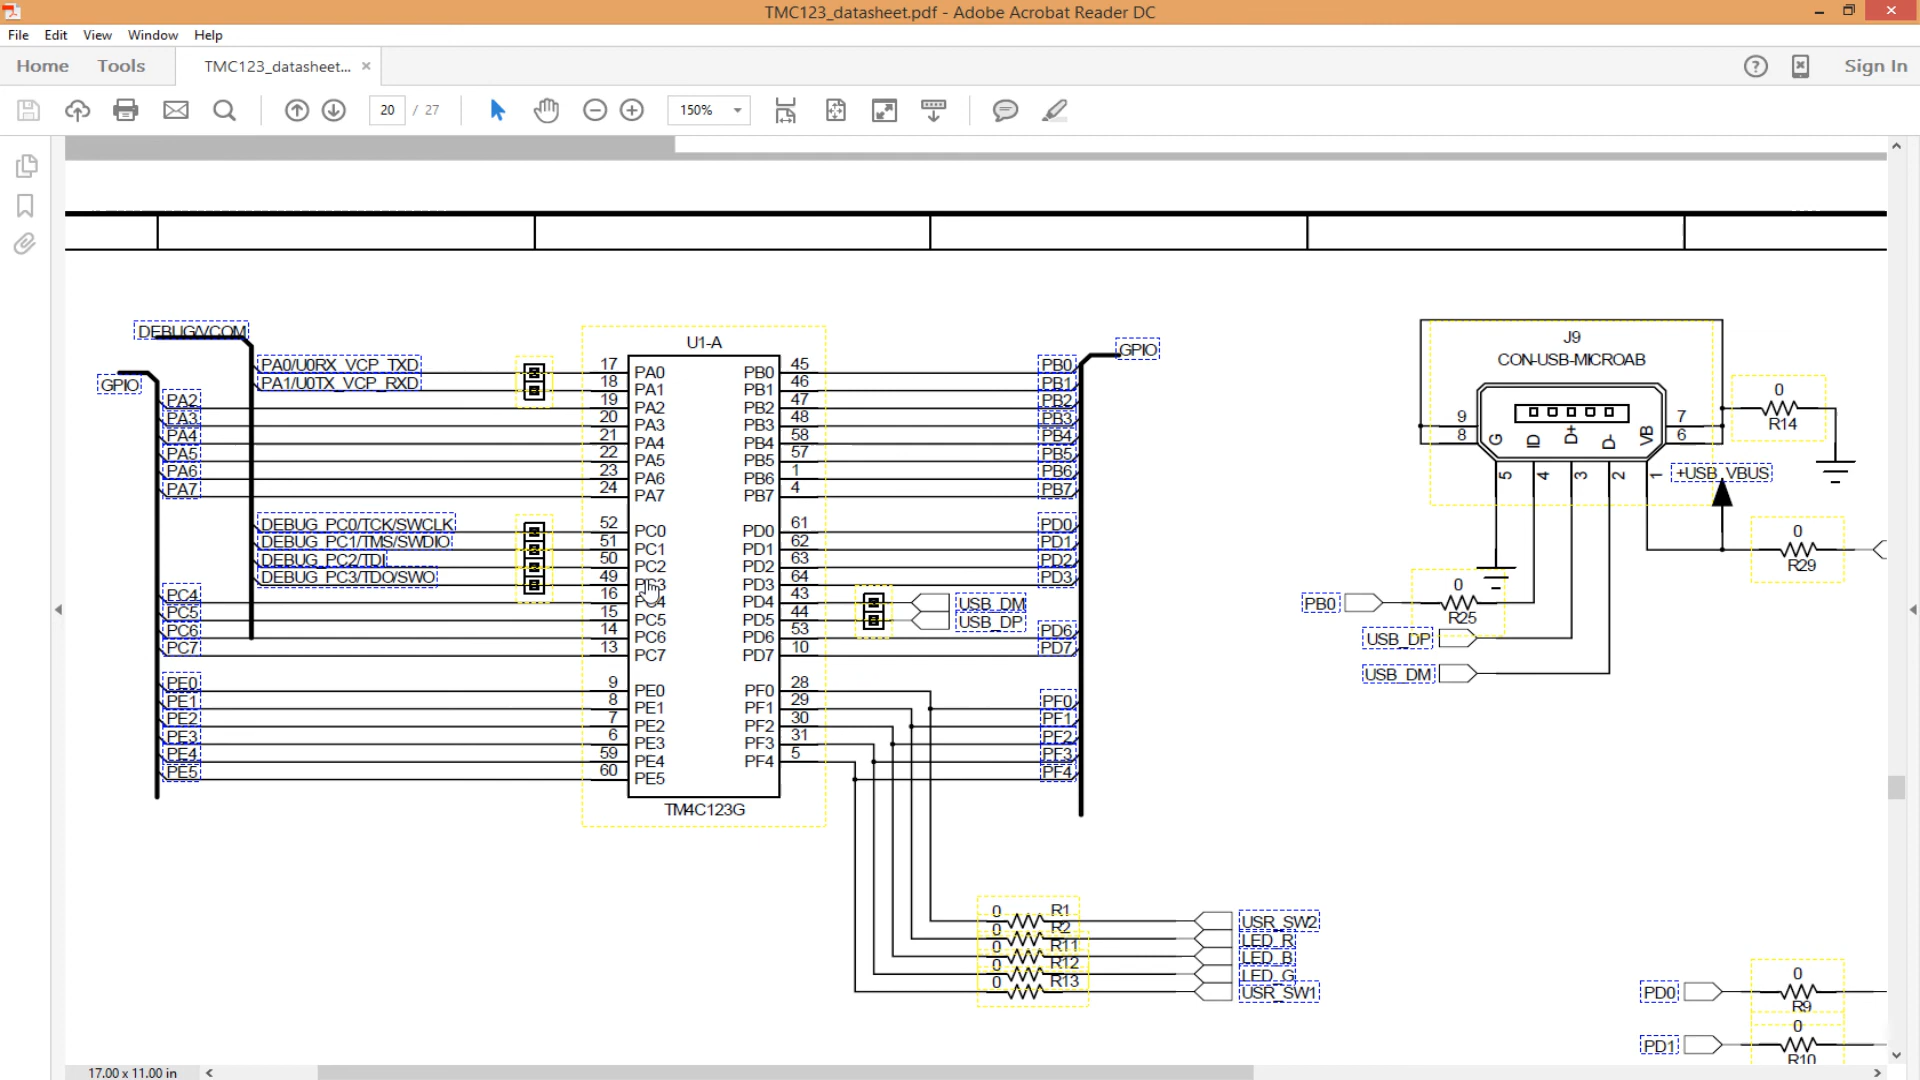 TMC123_datasheet.pdf - Adobe Acrobat Reader DC
File Edit View Window Help
Home Tools TMC123_datasheet... × Sign In
20 / 27 150%
DEBUG/VCOM
GPIO
PA0/U0RX_VCP_TXD
PA1/U0TX_VCP_RXD
PA2
PA3
PA4
PA5
PA6
PA7
DEBUG_PC0/TCK/SWCLK
DEBUG_PC1/TMS/SWDIO
DEBUG_PC2/TDI
DEBUG_PC3/TDO/SWO
PC4
PC5
PC6
PC7
PE0
PE1
PE2
PE3
PE4
PE5
U1-A
17 PA0 PB0 45
18 PA1 PB1 46
19 PA2 PB2 47
20 PA3 PB3 48
21 PA4 PB4 58
22 PA5 PB5 57
23 PA6 PB6 1
24 PA7 PB7 4
52 PC0 PD0 61
51 PC1 PD1 62
50 PC2 PD2 63
49 PC3 PD3 64
16 PC4 PD4 43
15 PC5 PD5 44
14 PC6 PD6 53
13 PC7 PD7 10
9 PE0 PF0 28
8 PE1 PF1 29
7 PE2 PF2 30
6 PE3 PF3 31
59 PE4 PF4 5
60 PE5
TM4C123G
GPIO
PB0
PB1
PB2
PB3
PB4
PB5
PB6
PB7
PD0
PD1
PD2
PD3
USB_DM
USB_DP
PD6
PD7
PF0
PF1
PF2
PF3
PF4
0 R1 USR_SW2
0 R2 LED_R
0 R11 LED_B
0 R12 LED_G
0 R13 USR_SW1
J9
CON-USB-MICROAB
9 7
8 6
G ID D+ D- VB
5 4 3 2 1
0
R14
+USB_VBUS
0
R29
PB0
0
R25
USB_DP
USB_DM
PD0
0
R9
PD1
0
R10
17.00 x 11.00 in